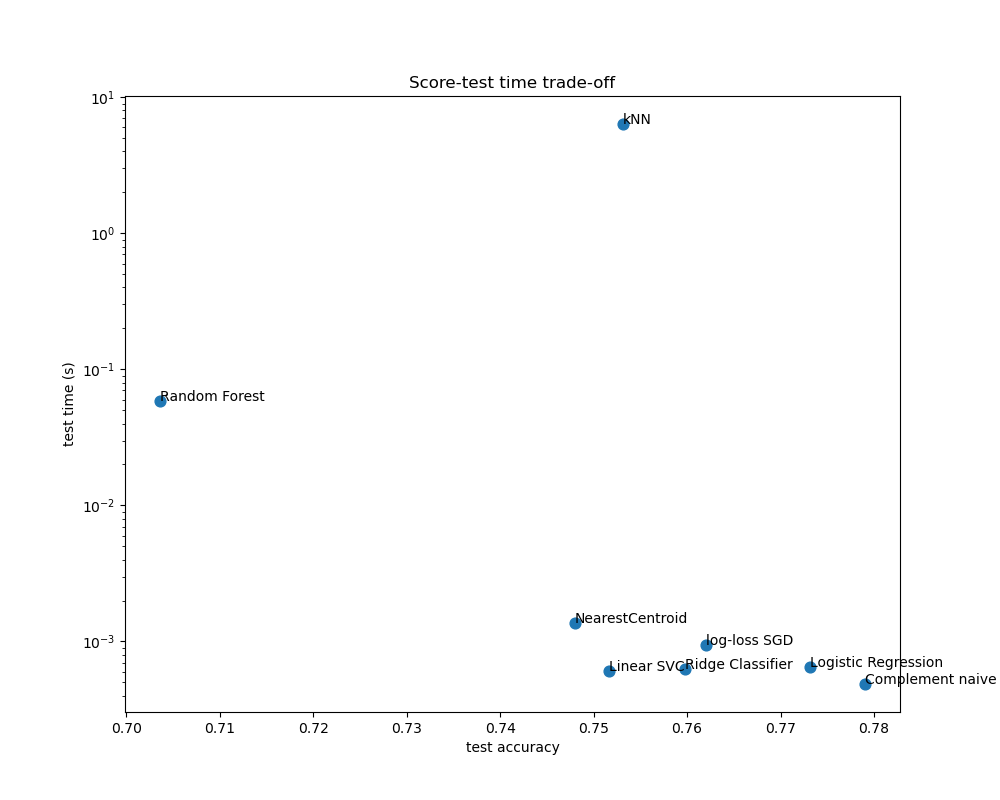 Score-test time trade-off
10¹
kNN
10⁰
10⁻¹
Random Forest
test time (s)
10⁻²
NearestCentroid
10⁻³
log-loss SGD
Linear SVC
Ridge Classifier
Logistic Regression
Complement naive
0.70 0.71 0.72 0.73 0.74 0.75 0.76 0.77 0.78
test accuracy